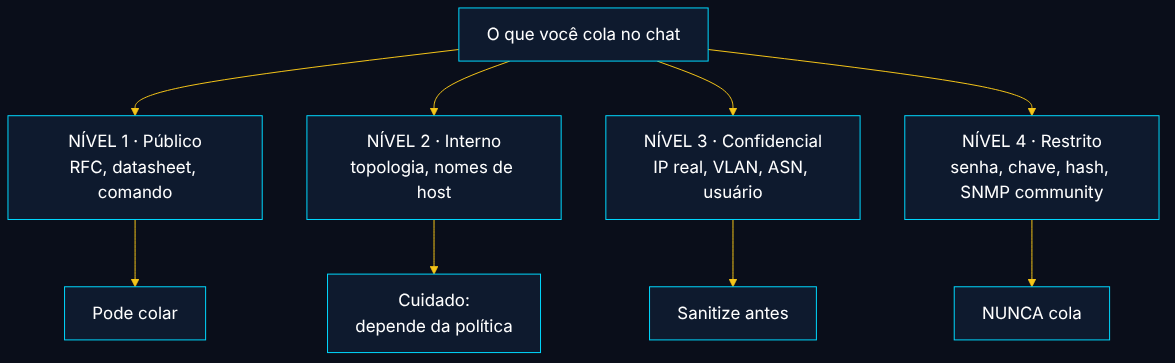 O que você cola no chat
NÍVEL 1 · Público
RFC, datasheet,
comando
NÍVEL 2 · Interno
topologia, nomes de
host
NÍVEL 3 · Confidencial
IP real, VLAN, ASN,
usuário
NÍVEL 4 · Restrito
senha, chave, hash,
SNMP community
Pode colar
Cuidado:
depende da política
Sanitize antes
NUNCA cola